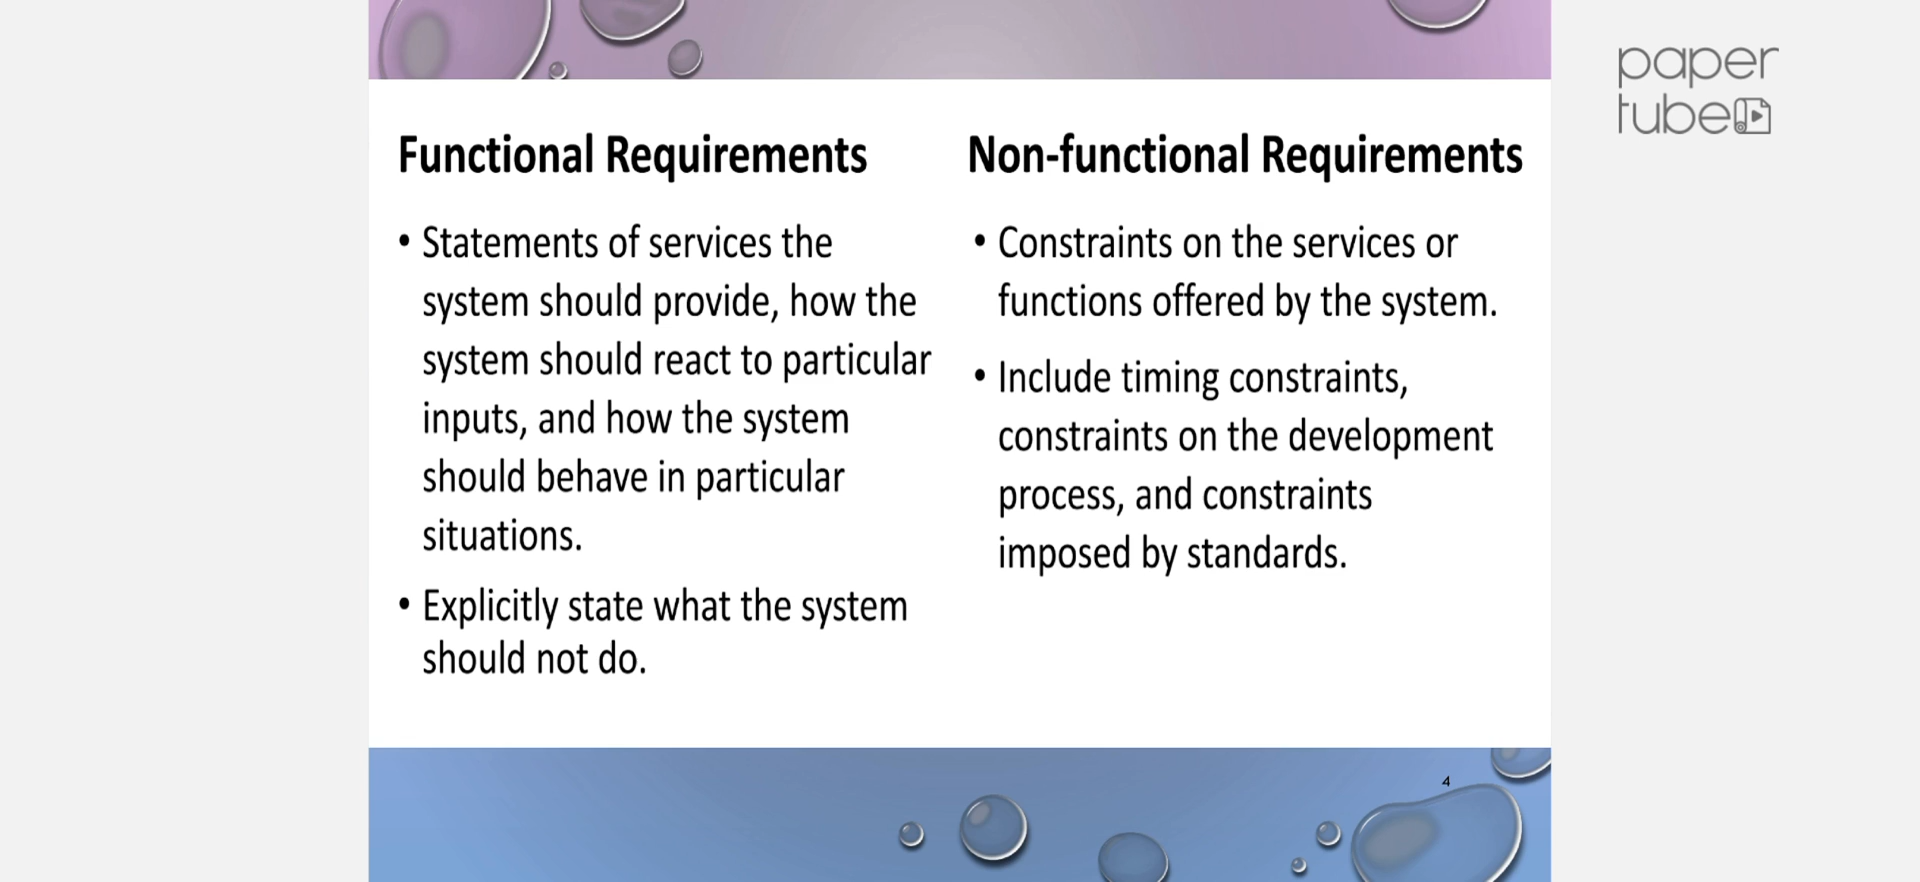 paper
tube
Functional Requirements
• Statements of services the
system should provide, how the
system should react to particular
inputs, and how the system
should behave in particular
situations.
• Explicitly state what the system
should not do.
Non-functional Requirements
• Constraints on the services or
functions offered by the system.
• Include timing constraints,
constraints on the development
process, and constraints
imposed by standards.
4